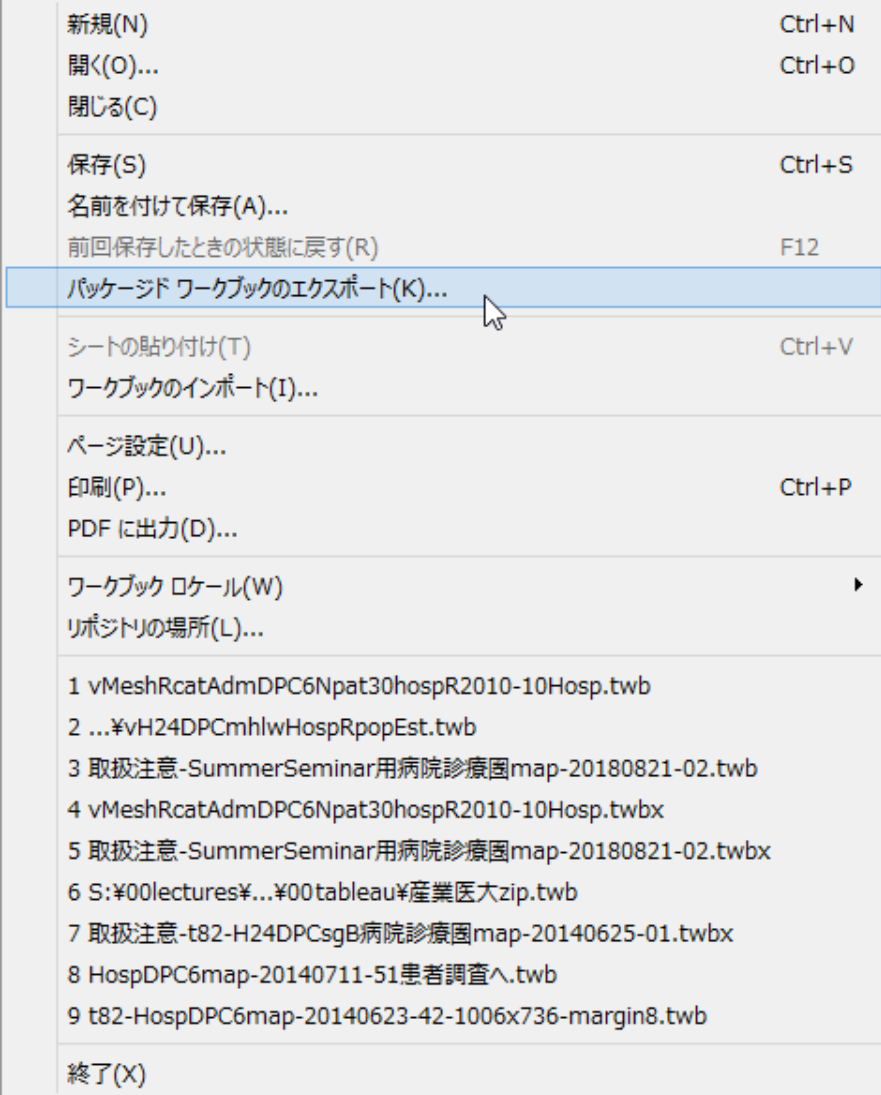 新規(N) Ctrl+N
開く(O)... Ctrl+O
閉じる(C)
保存(S) Ctrl+S
名前を付けて保存(A)...
前回保存したときの状態に戻す(R) F12
パッケージド ワークブックのエクスポート(K)...
シートの貼り付け(T) Ctrl+V
ワークブックのインポート(I)...
ページ設定(U)...
印刷(P)... Ctrl+P
PDF に出力(D)...
ワークブック ロケール(W)
リポジトリの場所(L)...
1 vMeshRcatAdmDPC6Npat30hospR2010-10Hosp.twb
2 ...¥vH24DPCmhlwHospRpopEst.twb
3 取扱注意-SummerSeminar用病院診療圏map-20180821-02.twb
4 vMeshRcatAdmDPC6Npat30hospR2010-10Hosp.twbx
5 取扱注意-SummerSeminar用病院診療圏map-20180821-02.twbx
6 S:¥00lectures¥...¥00tableau¥産業医大zip.twb
7 取扱注意-t82-H24DPCsgB病院診療圏map-20140625-01.twbx
8 HospDPC6map-20140711-51患者調査へ.twb
9 t82-HospDPC6map-20140623-42-1006x736-margin8.twb
終了(X)